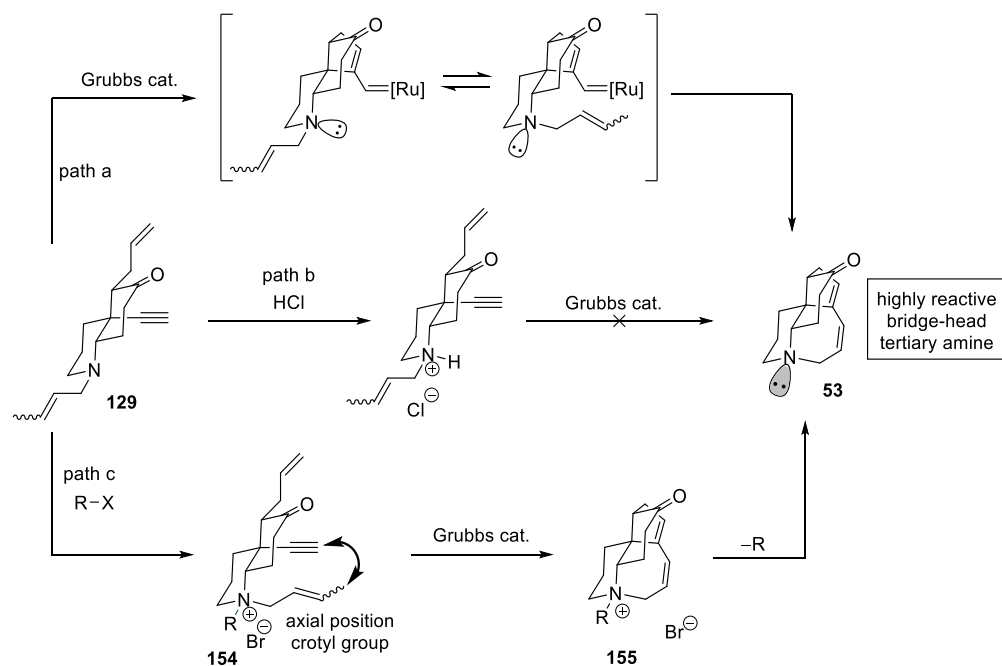 Grubbs cat.
O
[Ru]
N
O
[Ru]
N
path a
O
N
129
path b
HCl
O
N
H
+
Cl
−
Grubbs cat.
O
N
53
highly reactive
bridge-head
tertiary amine
path c
R−X
O
N
+
R
Br
−
axial position
crotyl group
154
Grubbs cat.
O
N
+
R
Br
−
155
−R